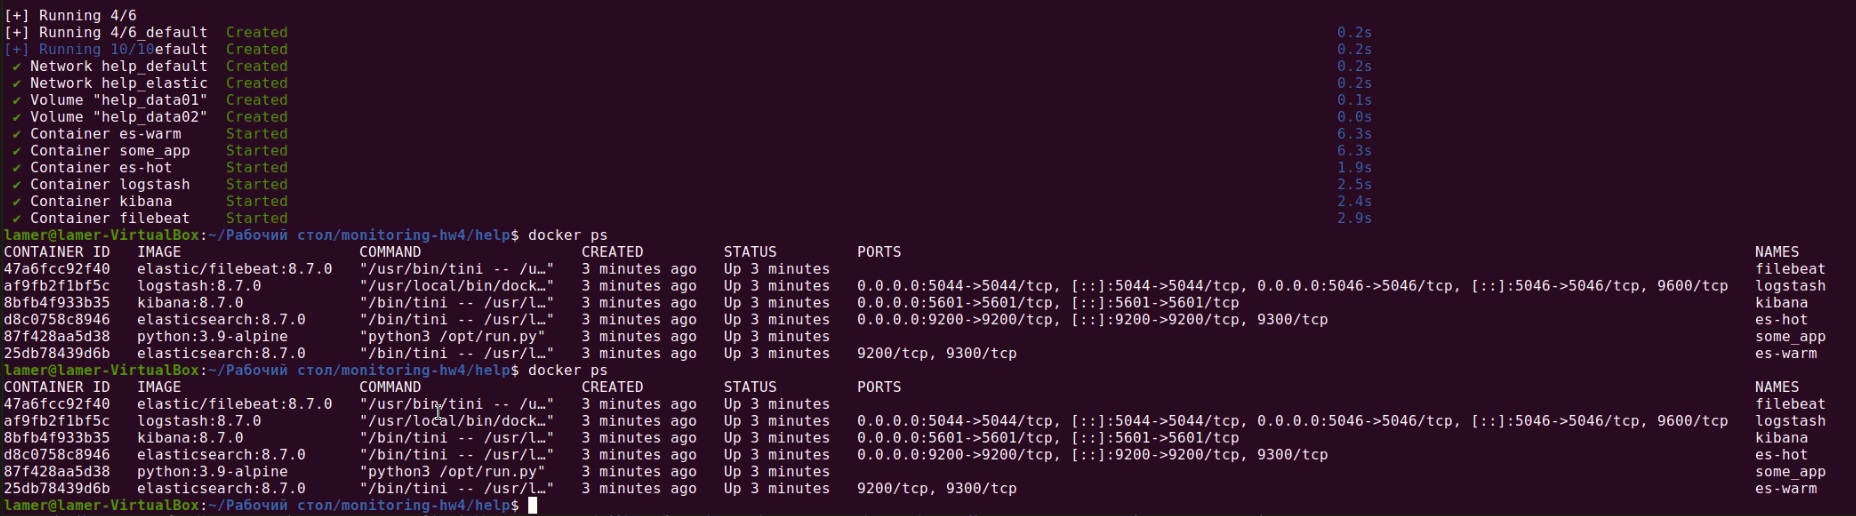 [+] Running 4/6
[+] Running 4/6_default  Created 0.2s
[+] Running 10/10efault  Created 0.2s
✔ Network help_default  Created 0.2s
✔ Network help_elastic  Created 0.2s
✔ Volume "help_data01"  Created 0.1s
✔ Volume "help_data02"  Created 0.0s
✔ Container es-warm     Started 6.3s
✔ Container some_app    Started 6.3s
✔ Container es-hot      Started 1.9s
✔ Container logstash    Started 2.5s
✔ Container kibana      Started 2.4s
✔ Container filebeat    Started 2.9s
lamer@lamer-VirtualBox:~/Рабочий стол/monitoring-hw4/help$ docker ps
CONTAINER ID   IMAGE                    COMMAND                  CREATED         STATUS         PORTS   NAMES
47a6fcc92f40   elastic/filebeat:8.7.0   "/usr/bin/tini -- /u…"   3 minutes ago   Up 3 minutes   filebeat
af9fb2f1bf5c   logstash:8.7.0           "/usr/local/bin/dock…"   3 minutes ago   Up 3 minutes   0.0.0.0:5044->5044/tcp, [::]:5044->5044/tcp, 0.0.0.0:5046->5046/tcp, [::]:5046->5046/tcp, 9600/tcp   logstash
8bfb4f933b35   kibana:8.7.0             "/bin/tini -- /usr/l…"   3 minutes ago   Up 3 minutes   0.0.0.0:5601->5601/tcp, [::]:5601->5601/tcp   kibana
d8c0758c8946   elasticsearch:8.7.0      "/bin/tini -- /usr/l…"   3 minutes ago   Up 3 minutes   0.0.0.0:9200->9200/tcp, [::]:9200->9200/tcp, 9300/tcp   es-hot
87f428aa5d38   python:3.9-alpine        "python3 /opt/run.py"    3 minutes ago   Up 3 minutes   some_app
25db78439d6b   elasticsearch:8.7.0      "/bin/tini -- /usr/l…"   3 minutes ago   Up 3 minutes   9200/tcp, 9300/tcp   es-warm
lamer@lamer-VirtualBox:~/Рабочий стол/monitoring-hw4/help$ docker ps
CONTAINER ID   IMAGE                    COMMAND                  CREATED         STATUS         PORTS   NAMES
47a6fcc92f40   elastic/filebeat:8.7.0   "/usr/bin/tini -- /u…"   3 minutes ago   Up 3 minutes   filebeat
af9fb2f1bf5c   logstash:8.7.0           "/usr/local/bin/dock…"   3 minutes ago   Up 3 minutes   0.0.0.0:5044->5044/tcp, [::]:5044->5044/tcp, 0.0.0.0:5046->5046/tcp, [::]:5046->5046/tcp, 9600/tcp   logstash
8bfb4f933b35   kibana:8.7.0             "/bin/tini -- /usr/l…"   3 minutes ago   Up 3 minutes   0.0.0.0:5601->5601/tcp, [::]:5601->5601/tcp   kibana
d8c0758c8946   elasticsearch:8.7.0      "/bin/tini -- /usr/l…"   3 minutes ago   Up 3 minutes   0.0.0.0:9200->9200/tcp, [::]:9200->9200/tcp, 9300/tcp   es-hot
87f428aa5d38   python:3.9-alpine        "python3 /opt/run.py"    3 minutes ago   Up 3 minutes   some_app
25db78439d6b   elasticsearch:8.7.0      "/bin/tini -- /usr/l…"   3 minutes ago   Up 3 minutes   9200/tcp, 9300/tcp   es-warm
lamer@lamer-VirtualBox:~/Рабочий стол/monitoring-hw4/help$